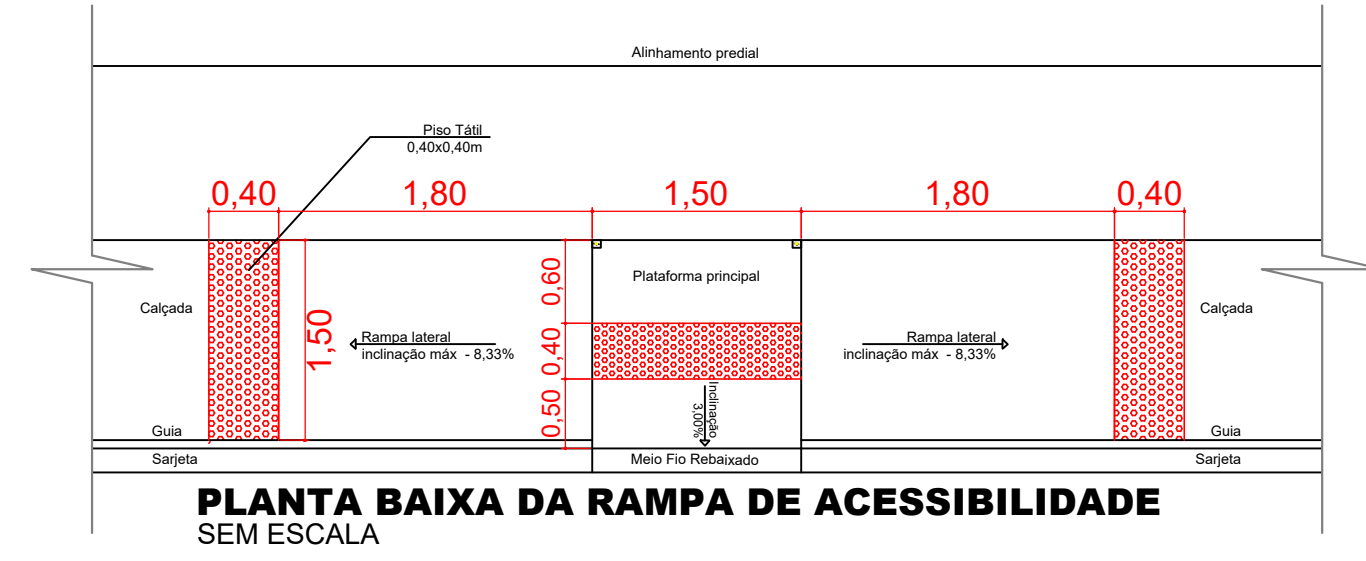 Alinhamento predial
Piso Tátil
0,40x0,40m
0,40
1,80
1,50
1,80
0,40
Plataforma principal
0,60
Calçada
Calçada
1,50
Rampa lateral
inclinação máx - 8,33%
0,40
Rampa lateral
inclinação máx - 8,33%
0,50
Inclinação
3,00%
Guia
Guia
Sarjeta
Meio Fio Rebaixado
Sarjeta
PLANTA BAIXA DA RAMPA DE ACESSIBILIDADE
SEM ESCALA